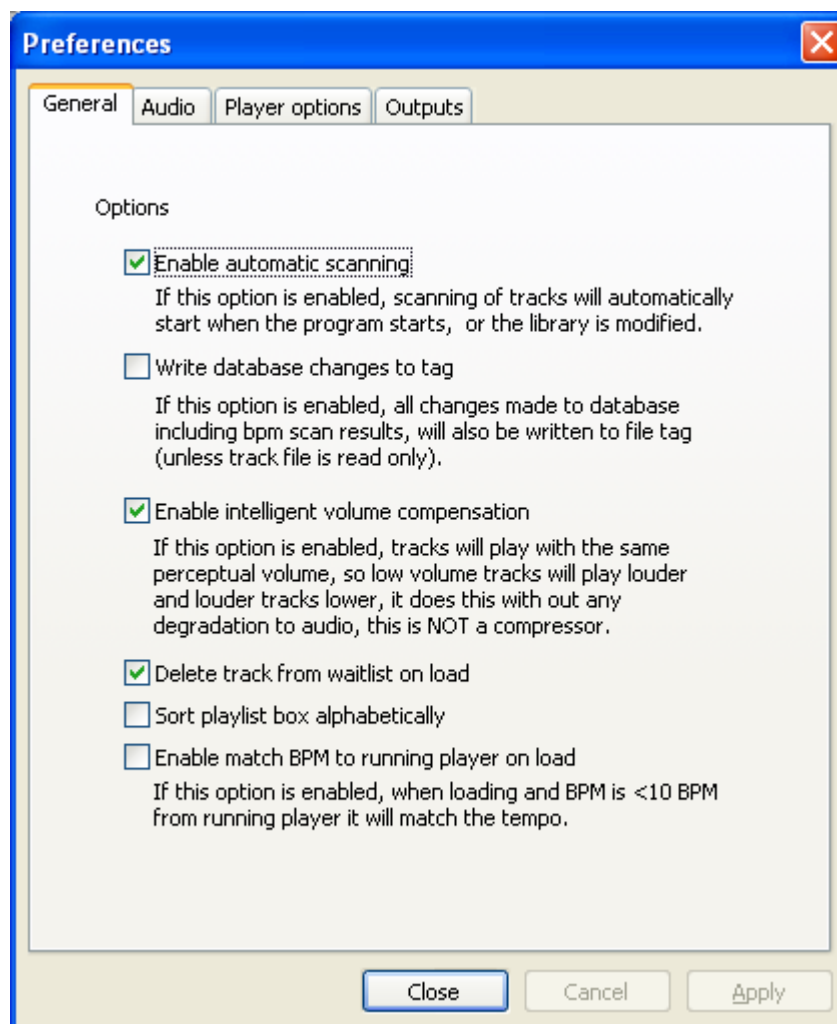 Preferences
General Audio Player options Outputs
Options
Enable automatic scanning
If this option is enabled, scanning of tracks will automatically
start when the program starts, or the library is modified.
Write database changes to tag
If this option is enabled, all changes made to database
including bpm scan results, will also be written to file tag
(unless track file is read only).
Enable intelligent volume compensation
If this option is enabled, tracks will play with the same
perceptual volume, so low volume tracks will play louder
and louder tracks lower, it does this with out any
degradation to audio, this is NOT a compressor.
Delete track from waitlist on load
Sort playlist box alphabetically
Enable match BPM to running player on load
If this option is enabled, when loading and BPM is <10 BPM
from running player it will match the tempo.
Close Cancel Apply